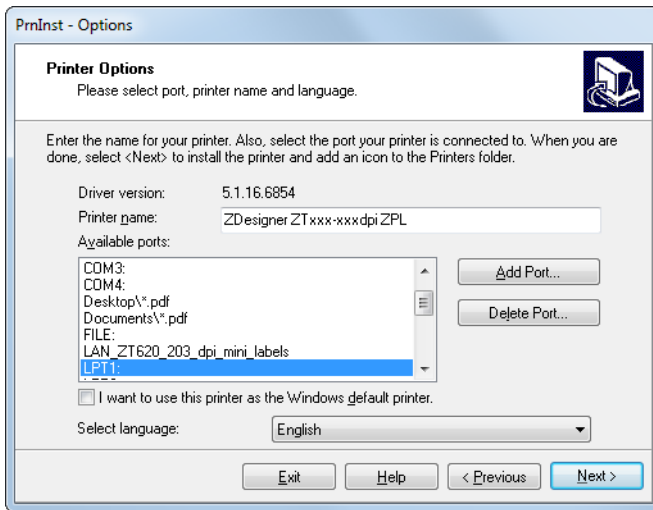 PrnInst - Options
Printer Options
Please select port, printer name and language.
Enter the name for your printer. Also, select the port your printer is connected to. When you are
done, select <Next> to install the printer and add an icon to the Printers folder.
Driver version: 5.1.16.6854
Printer name: ZDesigner ZTxxx-xxxdpi ZPL
Available ports:
COM3:
COM4:
Desktop\*.pdf
Documents\*.pdf
FILE:
LAN_ZT620_203_dpi_mini_labels
LPT1:
Add Port...
Delete Port...
I want to use this printer as the Windows default printer.
Select language: English
Exit Help < Previous Next >